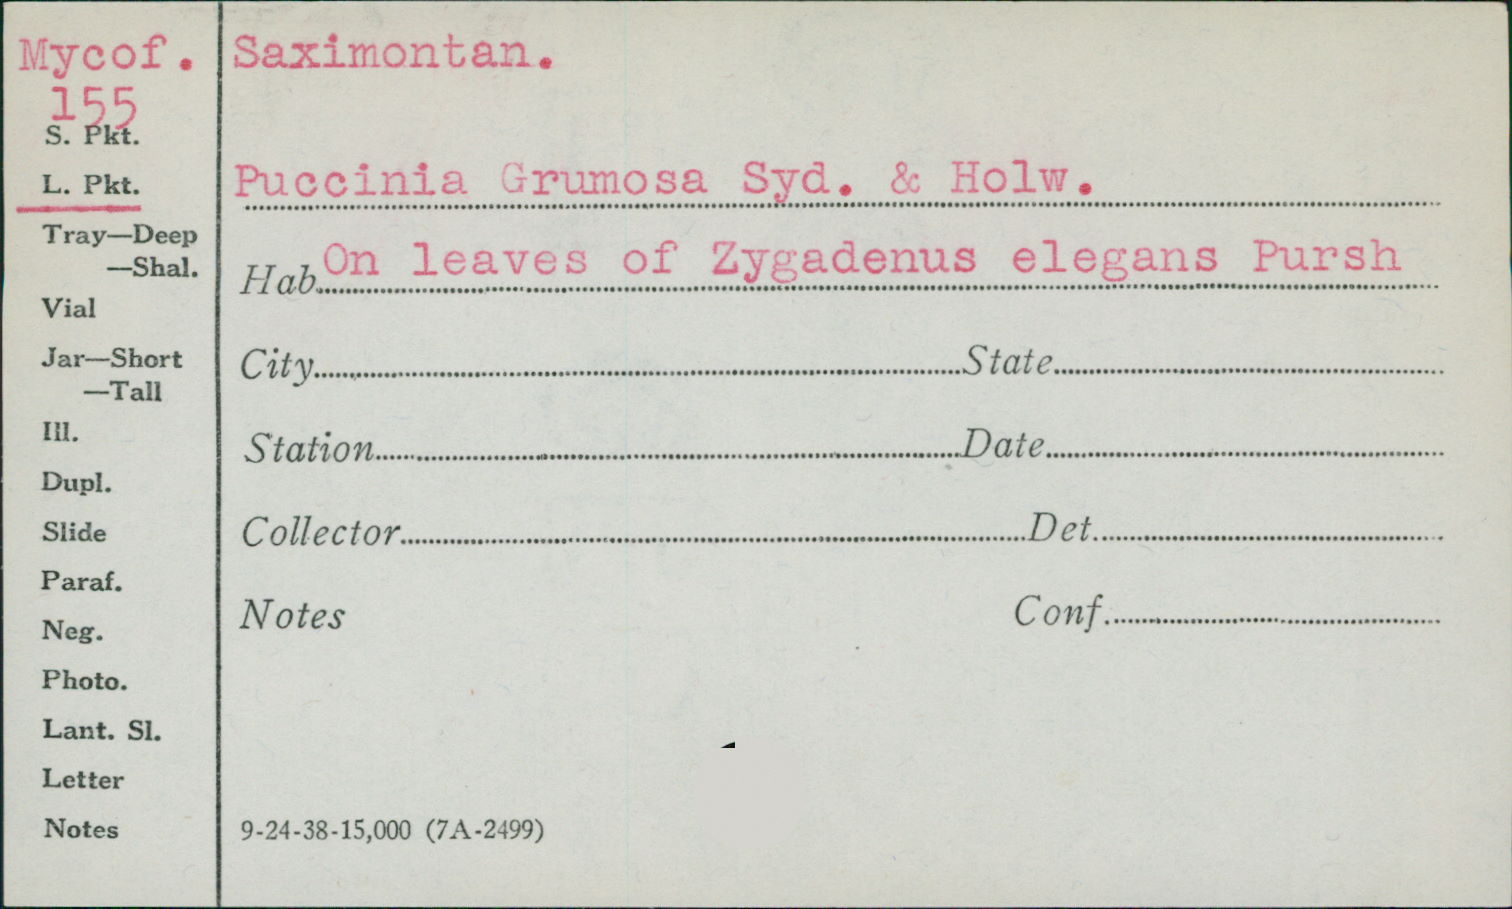 Mycof. Saximontan.
155
S. Pkt.
L. Pkt.
Puccinia Grumosa Syd. & Holw.
Tray—Deep
—Shal.
Hab. On leaves of Zygadenus elegans Pursh
Vial
Jar—Short
—Tall
City State
Ill.
Station Date
Dupl.
Slide
Collector Det.
Paraf.
Neg.
Notes Conf.
Photo.
Lant. Sl.
Letter
Notes
9-24-38-15,000 (7A-2499)